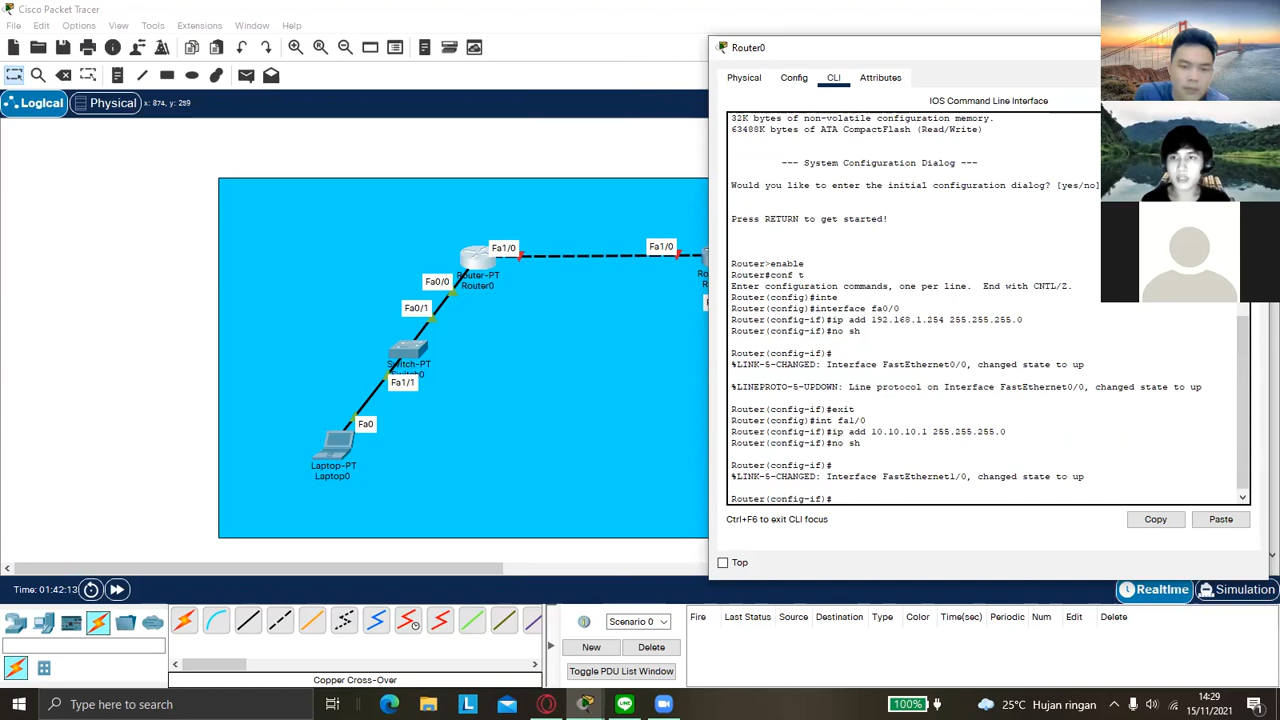 Cisco Packet Tracer
File Edit Options View Tools Extensions Window Help
Logical Physical x: 874, y: 259
Router0
Physical Config CLI Attributes
IOS Command Line Interface
32K bytes of non-volatile configuration memory.
63488K bytes of ATA CompactFlash (Read/Write)
--- System Configuration Dialog ---
Would you like to enter the initial configuration dialog? [yes/no]
Press RETURN to get started!
Router>enable
Router#conf t
Enter configuration commands, one per line. End with CNTL/Z.
Router(config)#inte
Router(config)#interface fa0/0
Router(config-if)#ip add 192.168.1.254 255.255.255.0
Router(config-if)#no sh
Router(config-if)#
%LINK-5-CHANGED: Interface FastEthernet0/0, changed state to up
%LINEPROTO-5-UPDOWN: Line protocol on Interface FastEthernet0/0, changed state to up
Router(config-if)#exit
Router(config)#int fa1/0
Router(config-if)#ip add 10.10.10.1 255.255.255.0
Router(config-if)#no sh
Router(config-if)#
%LINK-5-CHANGED: Interface FastEthernet1/0, changed state to up
Router(config-if)#
Ctrl+F6 to exit CLI focus
Copy Paste
Top
Fa1/0
Fa1/0
Router-PT
Router0
Fa0/0
Fa0/1
Switch-PT
Switch0
Fa1/1
Fa0
Laptop-PT
Laptop0
Time: 01:42:13
Realtime Simulation
Scenario 0
New Delete
Toggle PDU List Window
Fire Last Status Source Destination Type Color Time(sec) Periodic Num Edit Delete
Copper Cross-Over
Type here to search
100%
25°C Hujan ringan
14:29
15/11/2021